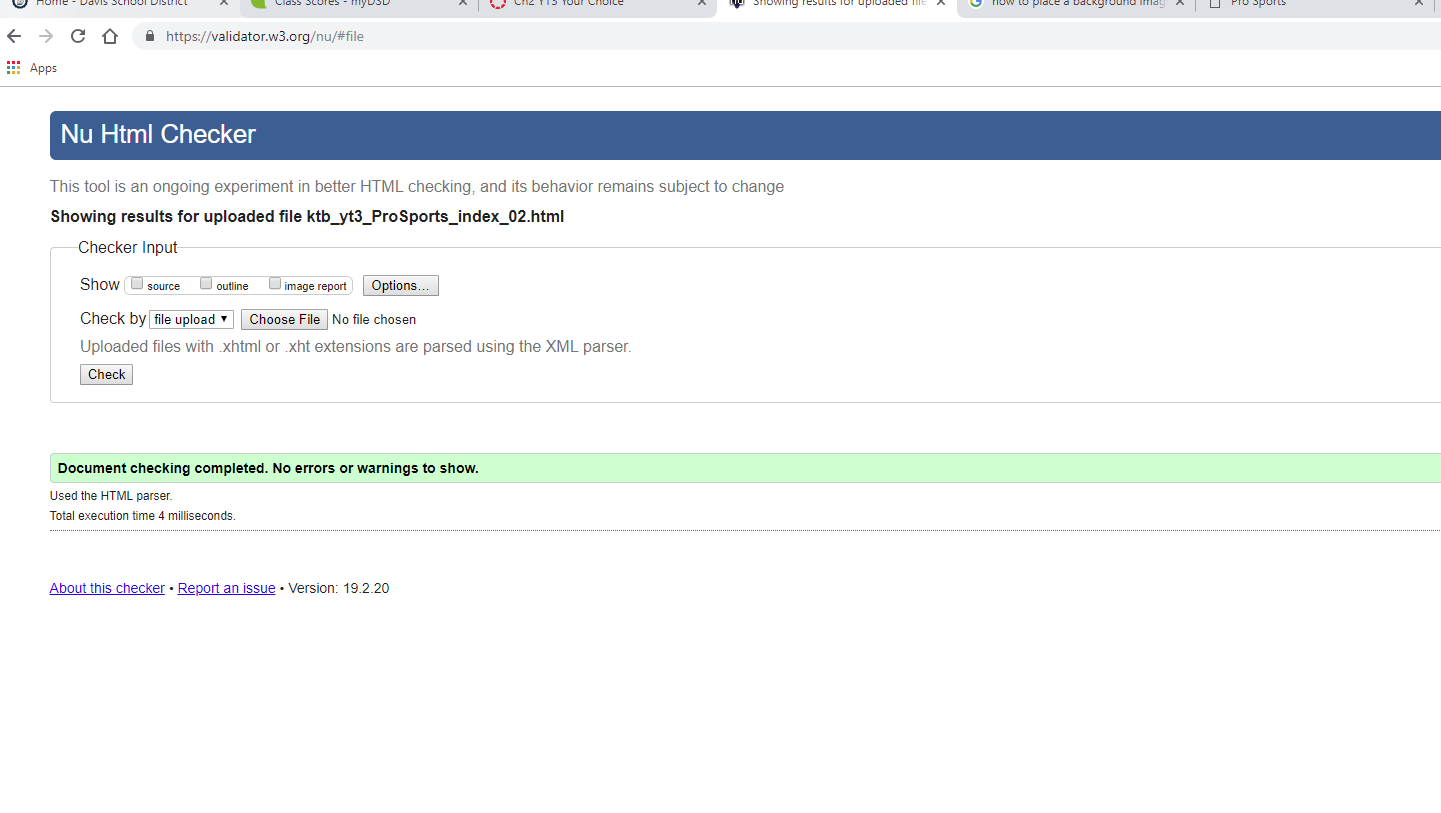 Home - Davis School District
Class Scores - myDSD
Ch2 YT3 Your Choice
Showing results for uploaded file
how to place a background imag
Pro Sports
https://validator.w3.org/nu/#file
Apps
Nu Html Checker
This tool is an ongoing experiment in better HTML checking, and its behavior remains subject to change
Showing results for uploaded file ktb_yt3_ProSports_index_02.html
Checker Input
Show source outline image report Options...
Check by file upload ▼ Choose File No file chosen
Uploaded files with .xhtml or .xht extensions are parsed using the XML parser.
Check
Document checking completed. No errors or warnings to show.
Used the HTML parser.
Total execution time 4 milliseconds.
About this checker • Report an issue • Version: 19.2.20